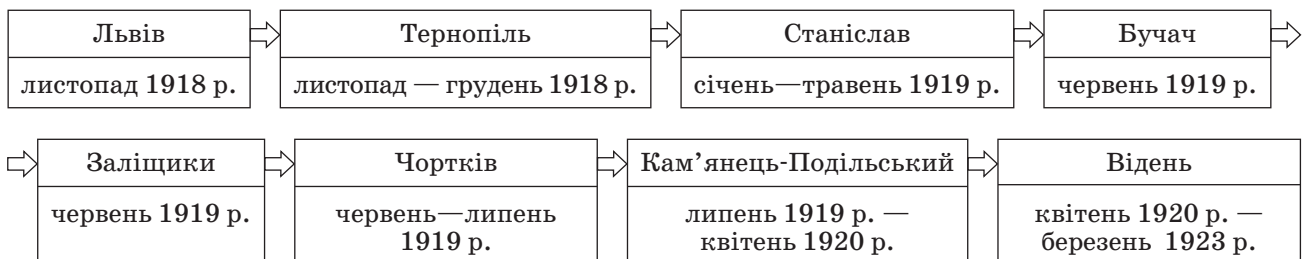 Львів
листопад 1918 р.
Тернопіль
листопад — грудень 1918 р.
Станіслав
січень—травень 1919 р.
Бучач
червень 1919 р.
Заліщики
червень 1919 р.
Чортків
червень—липень
1919 р.
Кам’янець-Подільський
липень 1919 р. —
квітень 1920 р.
Відень
квітень 1920 р. —
березень 1923 р.